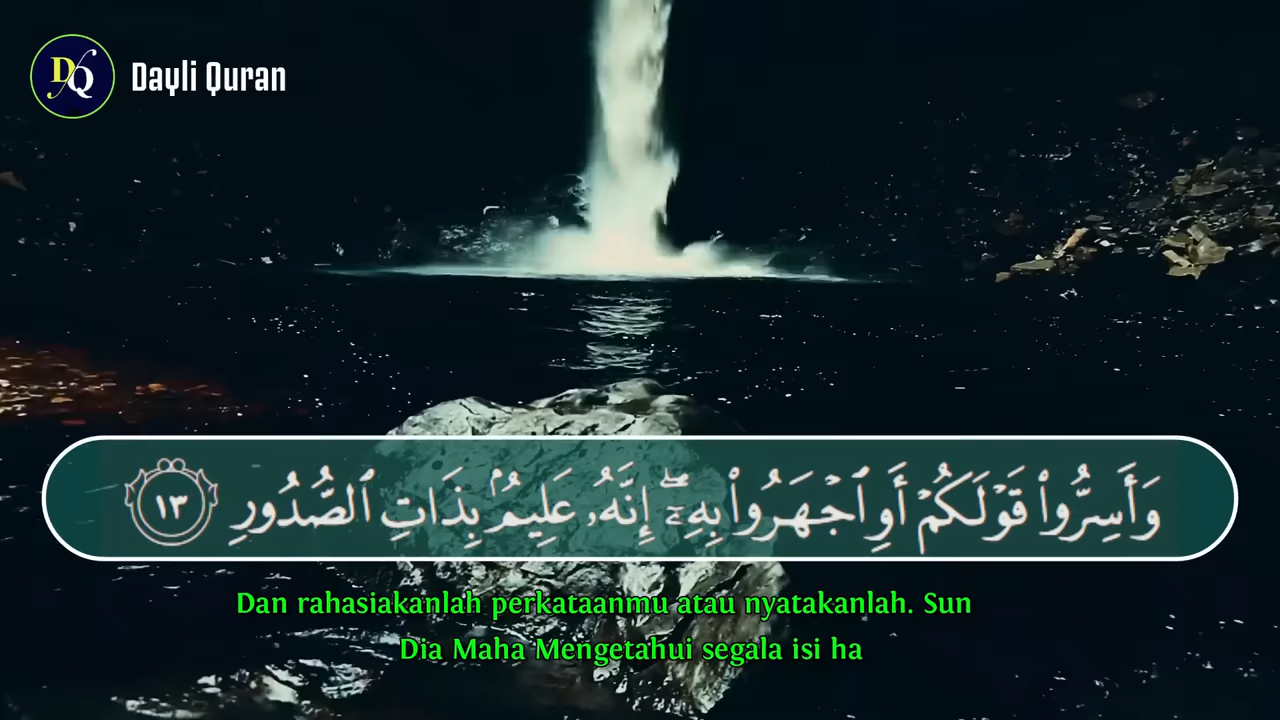 DQ
Dayli Quran
وَأَسِرُّوا۟ قَوْلَكُمْ أَوِ ٱجْهَرُوا۟ بِهِۦٓ ۖ إِنَّهُۥ عَلِيمٌۢ بِذَاتِ ٱلصُّدُورِ ١٣
Dan rahasiakanlah perkataanmu atau nyatakanlah. Sun
Dia Maha Mengetahui segala isi ha